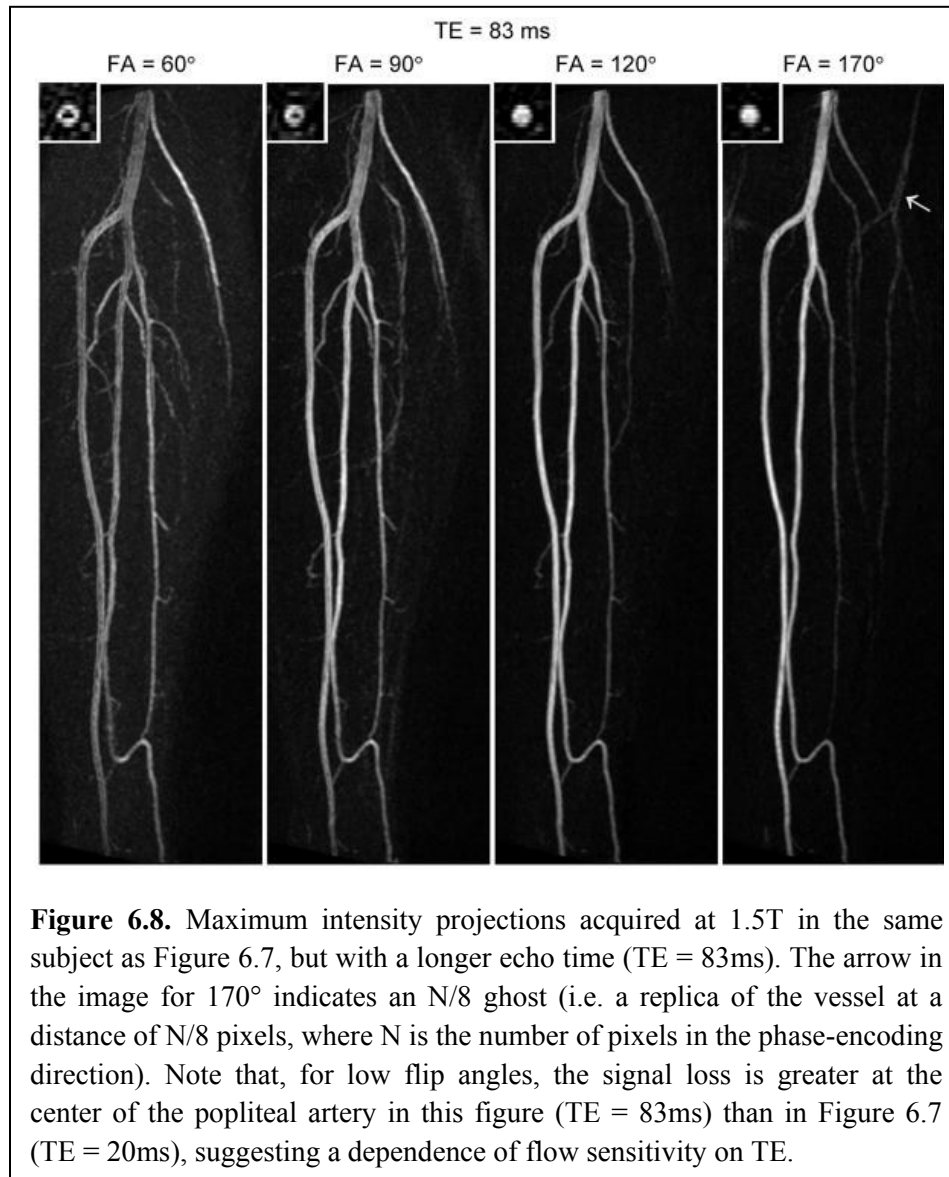 TE = 83 ms
FA = 60° FA = 90° FA = 120° FA = 170°
Figure 6.8. Maximum intensity projections acquired at 1.5T in the same
subject as Figure 6.7, but with a longer echo time (TE = 83ms). The arrow in
the image for 170° indicates an N/8 ghost (i.e. a replica of the vessel at a
distance of N/8 pixels, where N is the number of pixels in the phase-encoding
direction). Note that, for low flip angles, the signal loss is greater at the
center of the popliteal artery in this figure (TE = 83ms) than in Figure 6.7
(TE = 20ms), suggesting a dependence of flow sensitivity on TE.